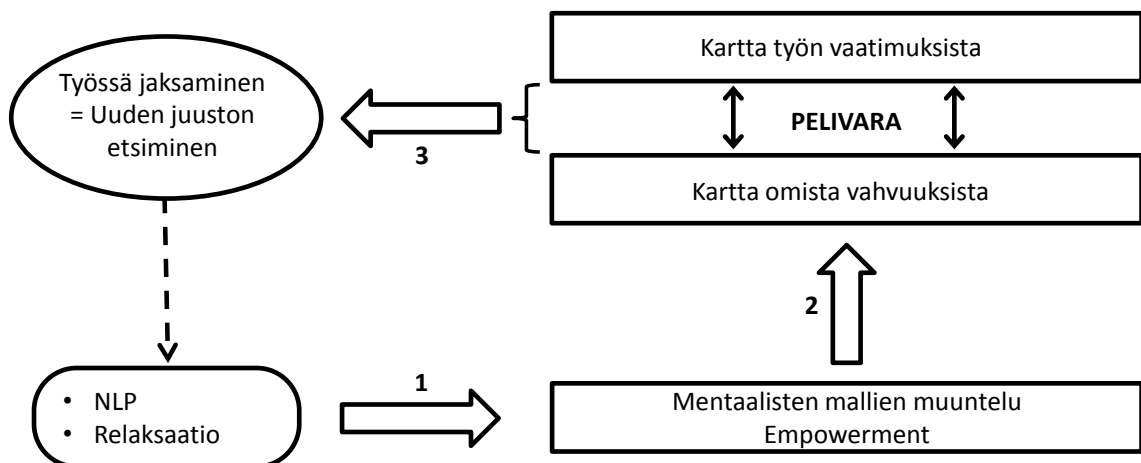 Kartta työn vaatimuksista
Työssä jaksaminen
= Uuden juuston
etsiminen
3
PELIVARA
Kartta omista vahvuuksista
2
1
• NLP
• Relaksaatio
Mentaalisten mallien muuntelu
Empowerment